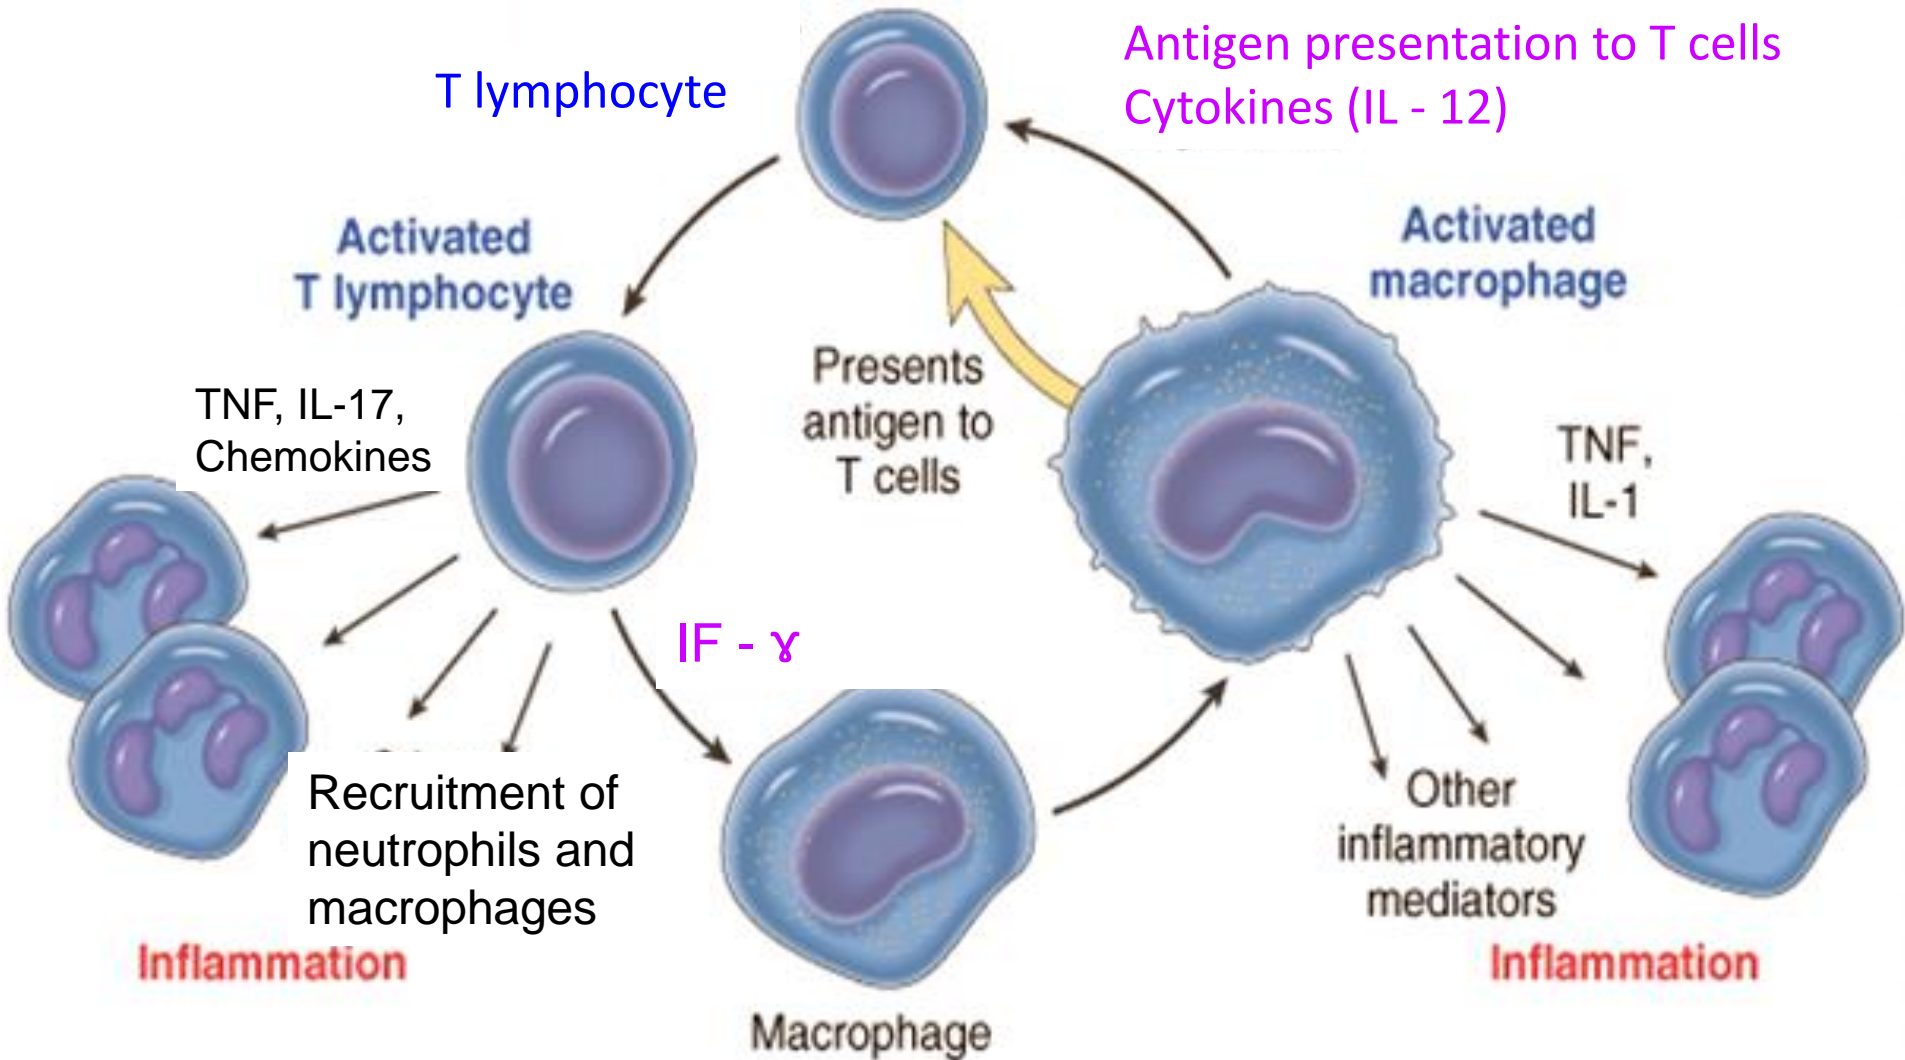 T lymphocyte
Antigen presentation to T cells
Cytokines (IL - 12)
Activated
T lymphocyte
Activated
macrophage
Presents
antigen to
T cells
TNF, IL-17,
Chemokines
TNF,
IL-1
IF - ɤ
Recruitment of
neutrophils and
macrophages
Other
inflammatory
mediators
Inflammation
Inflammation
Macrophage